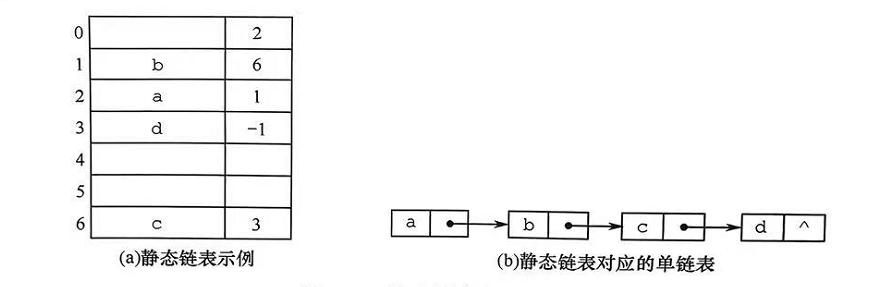 0 2
1 b 6
2 a 1
3 d -1
4
5
6 c 3
(a)静态链表示例
a b c d ^
(b)静态链表对应的单链表